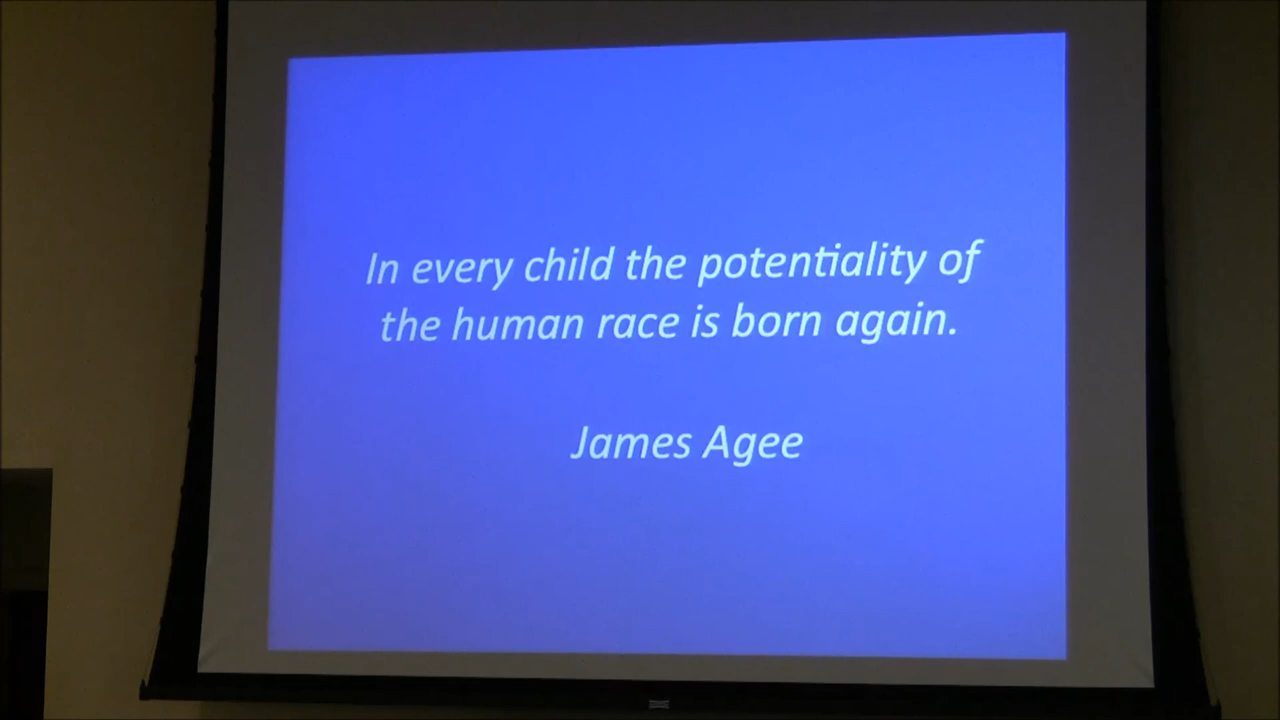 In every child the potentiality of
the human race is born again.
James Agee